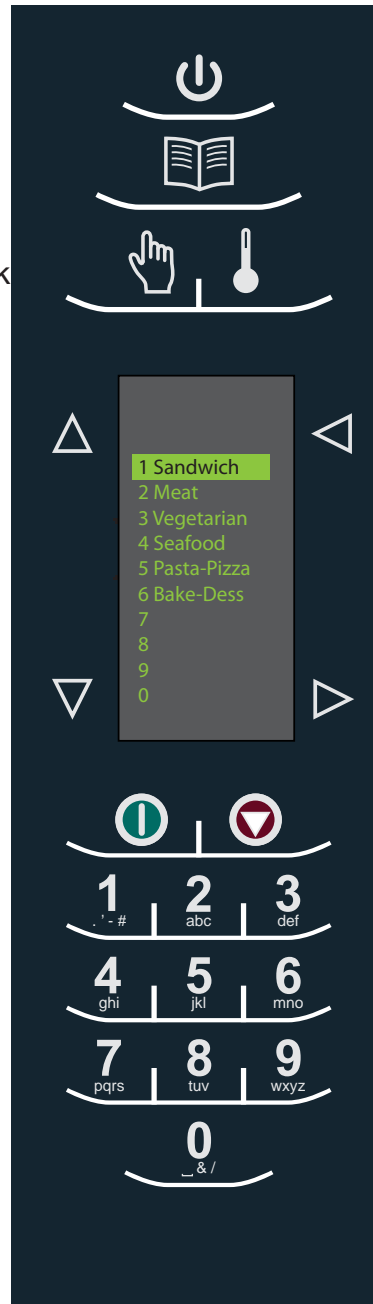 k
1 Sandwich
2 Meat
3 Vegetarian
4 Seafood
5 Pasta-Pizza
6 Bake-Dess
7
8
9
0
1 2 3
. ' - # abc def
4 5 6
ghi jkl mno
7 8 9
pqrs tuv wxyz
0
⎵ & /